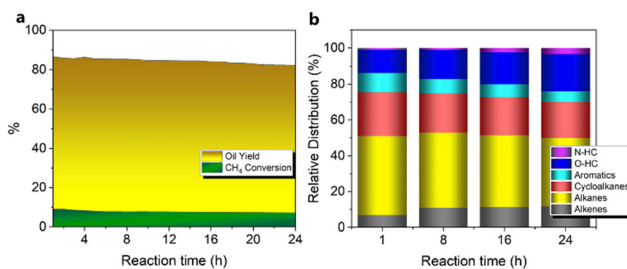 a
100
80
60
40
20
0
%
Oil Yield
CH₄ Conversion
4
8
12
16
20
24
Reaction time (h)
b
100
80
60
40
20
0
Relative Distribution (%)
N-HC
O-HC
Aromatics
Cycloalkanes
Alkanes
Alkenes
1
8
16
24
Reaction time (h)